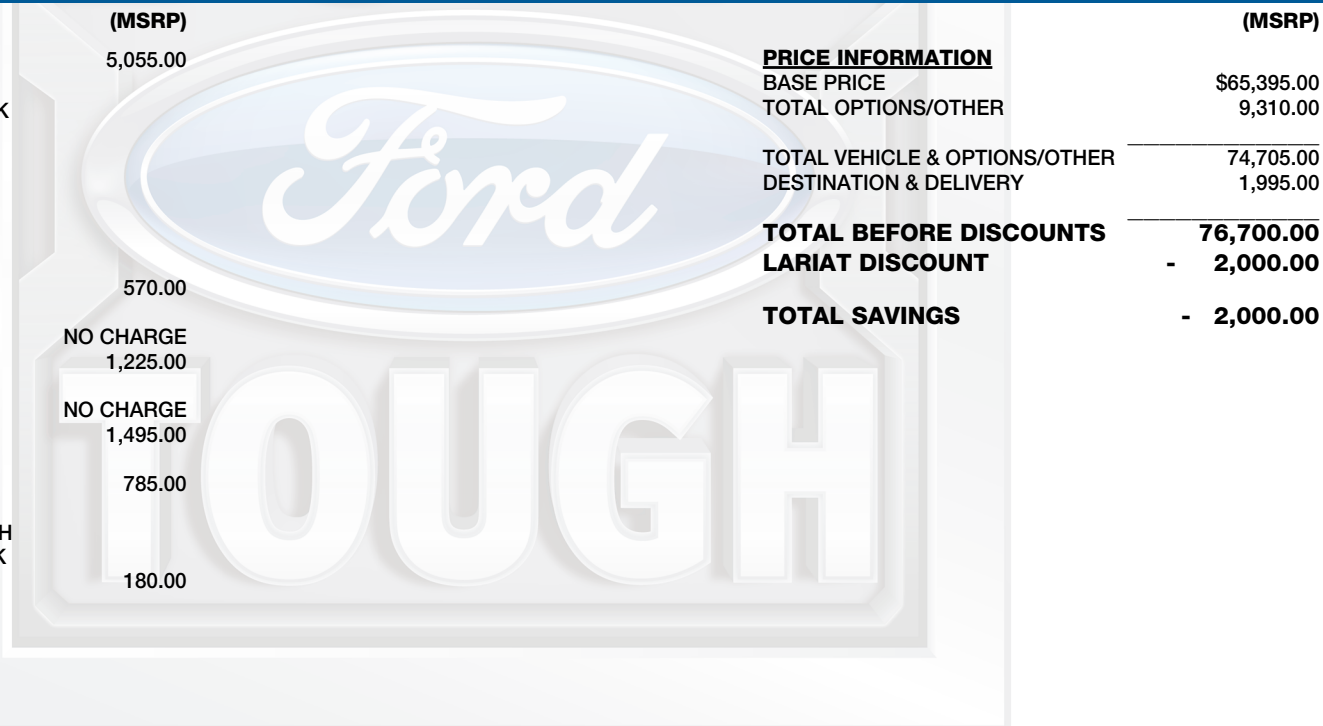 (MSRP)
5,055.00
K
570.00
NO CHARGE
1,225.00
NO CHARGE
1,495.00
785.00
H
K
180.00
Ford
TOUGH
(MSRP)
PRICE INFORMATION
BASE PRICE $65,395.00
TOTAL OPTIONS/OTHER 9,310.00
TOTAL VEHICLE & OPTIONS/OTHER 74,705.00
DESTINATION & DELIVERY 1,995.00
TOTAL BEFORE DISCOUNTS 76,700.00
LARIAT DISCOUNT - 2,000.00
TOTAL SAVINGS - 2,000.00